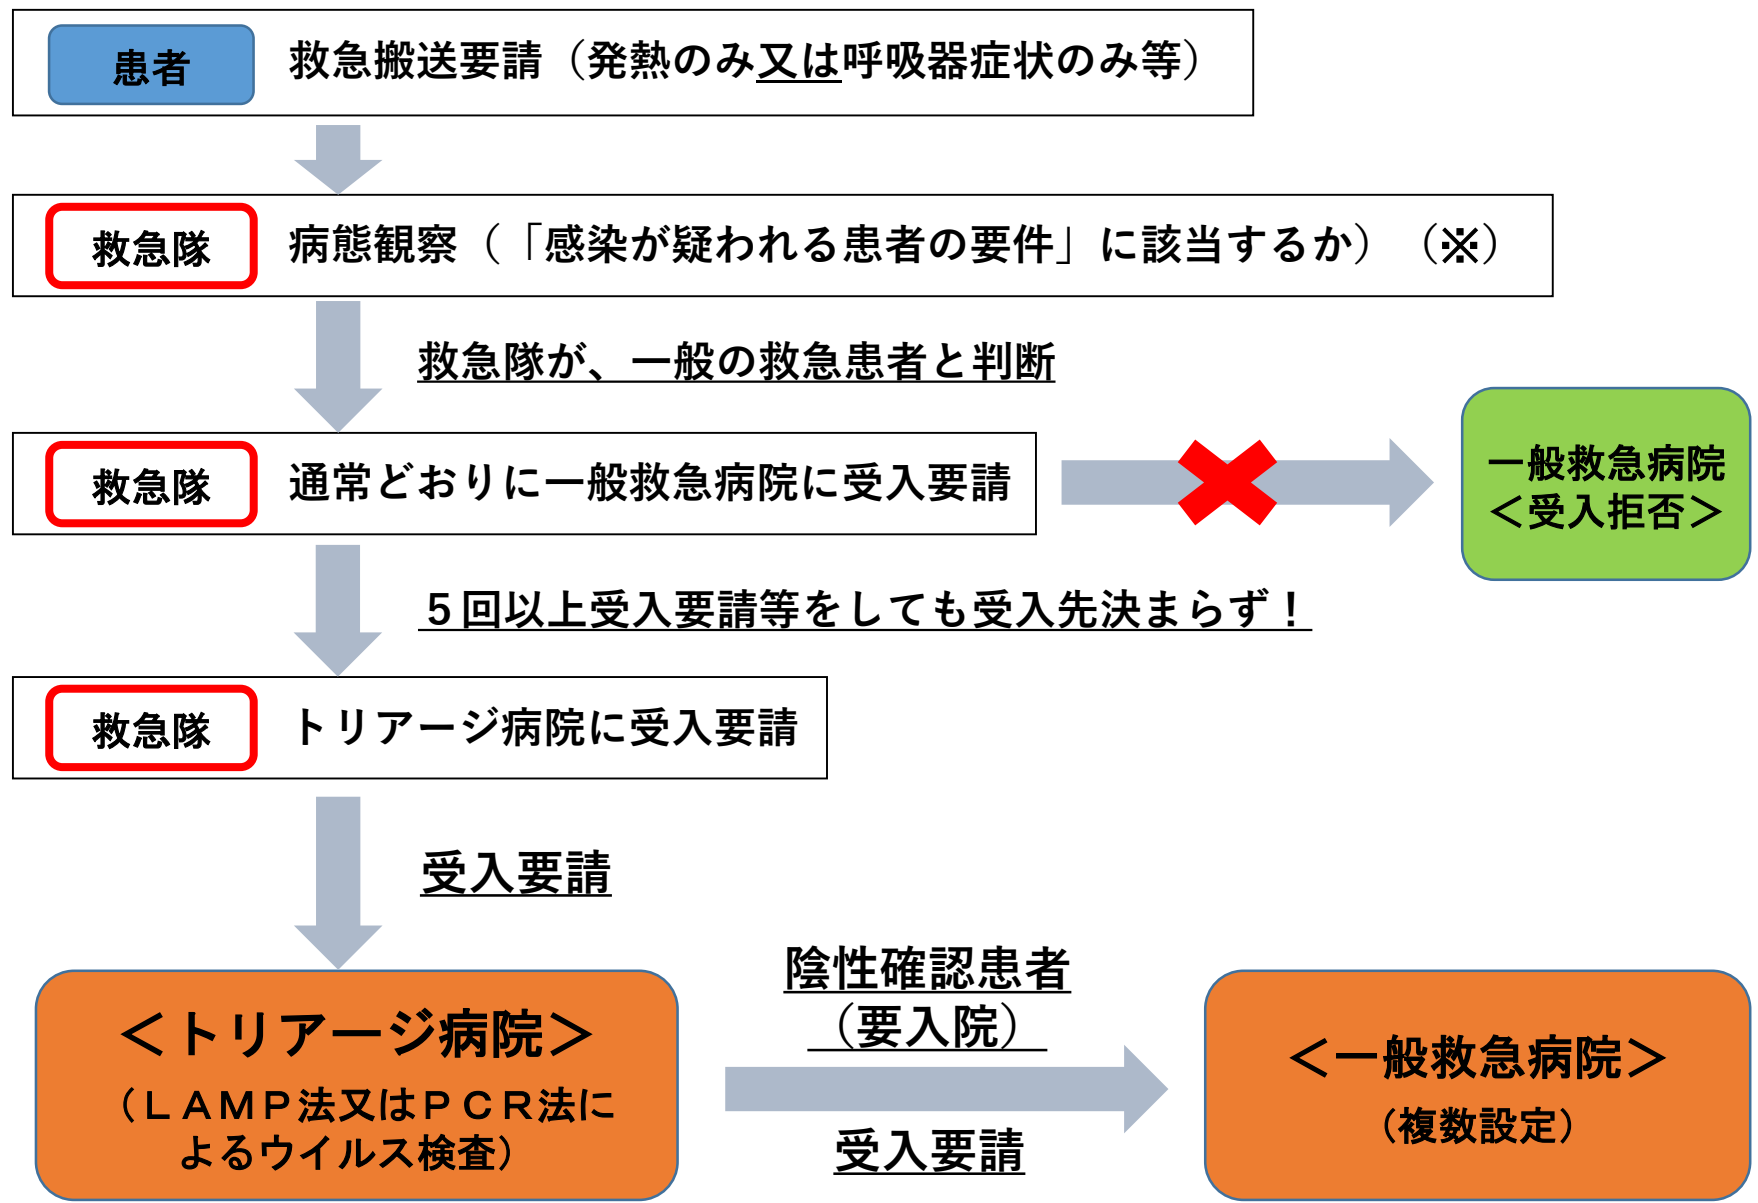 患者
救急搬送要請（発熱のみ又は呼吸器症状のみ等）
救急隊
病態観察（「感染が疑われる患者の要件」に該当するか）（※）
救急隊が、一般の救急患者と判断
救急隊
通常どおりに一般救急病院に受入要請
一般救急病院
＜受入拒否＞
５回以上受入要請等をしても受入先決まらず！
救急隊
トリアージ病院に受入要請
受入要請
＜トリアージ病院＞
（ＬＡＭＰ法又はＰＣＲ法に
よるウイルス検査）
陰性確認患者
（要入院）
受入要請
＜一般救急病院＞
（複数設定）